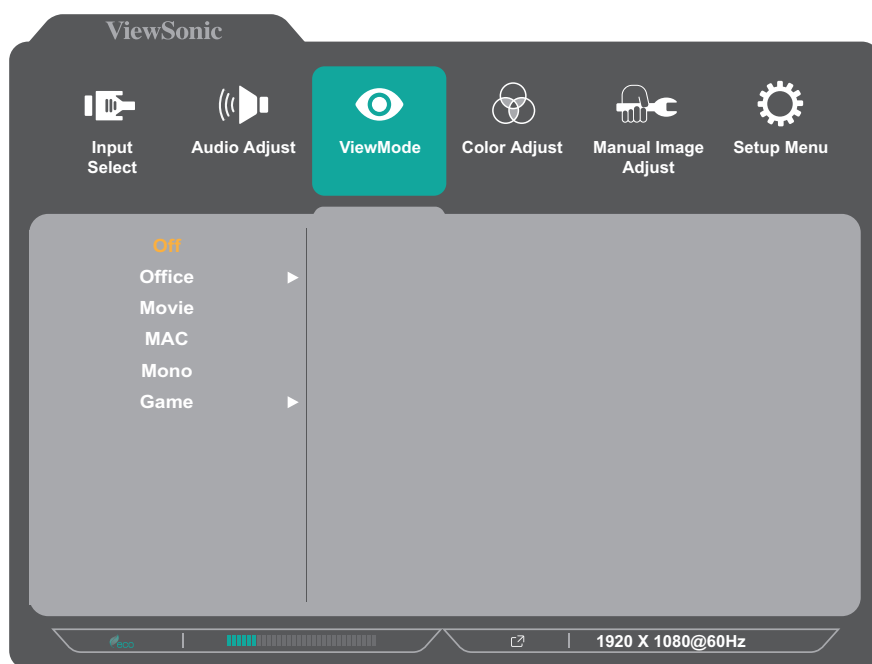 ViewSonic
Input
Select
Audio Adjust
ViewMode
Color Adjust
Manual Image
Adjust
Setup Menu
Off
Office
Movie
MAC
Mono
Game
eco
1920 X 1080@60Hz